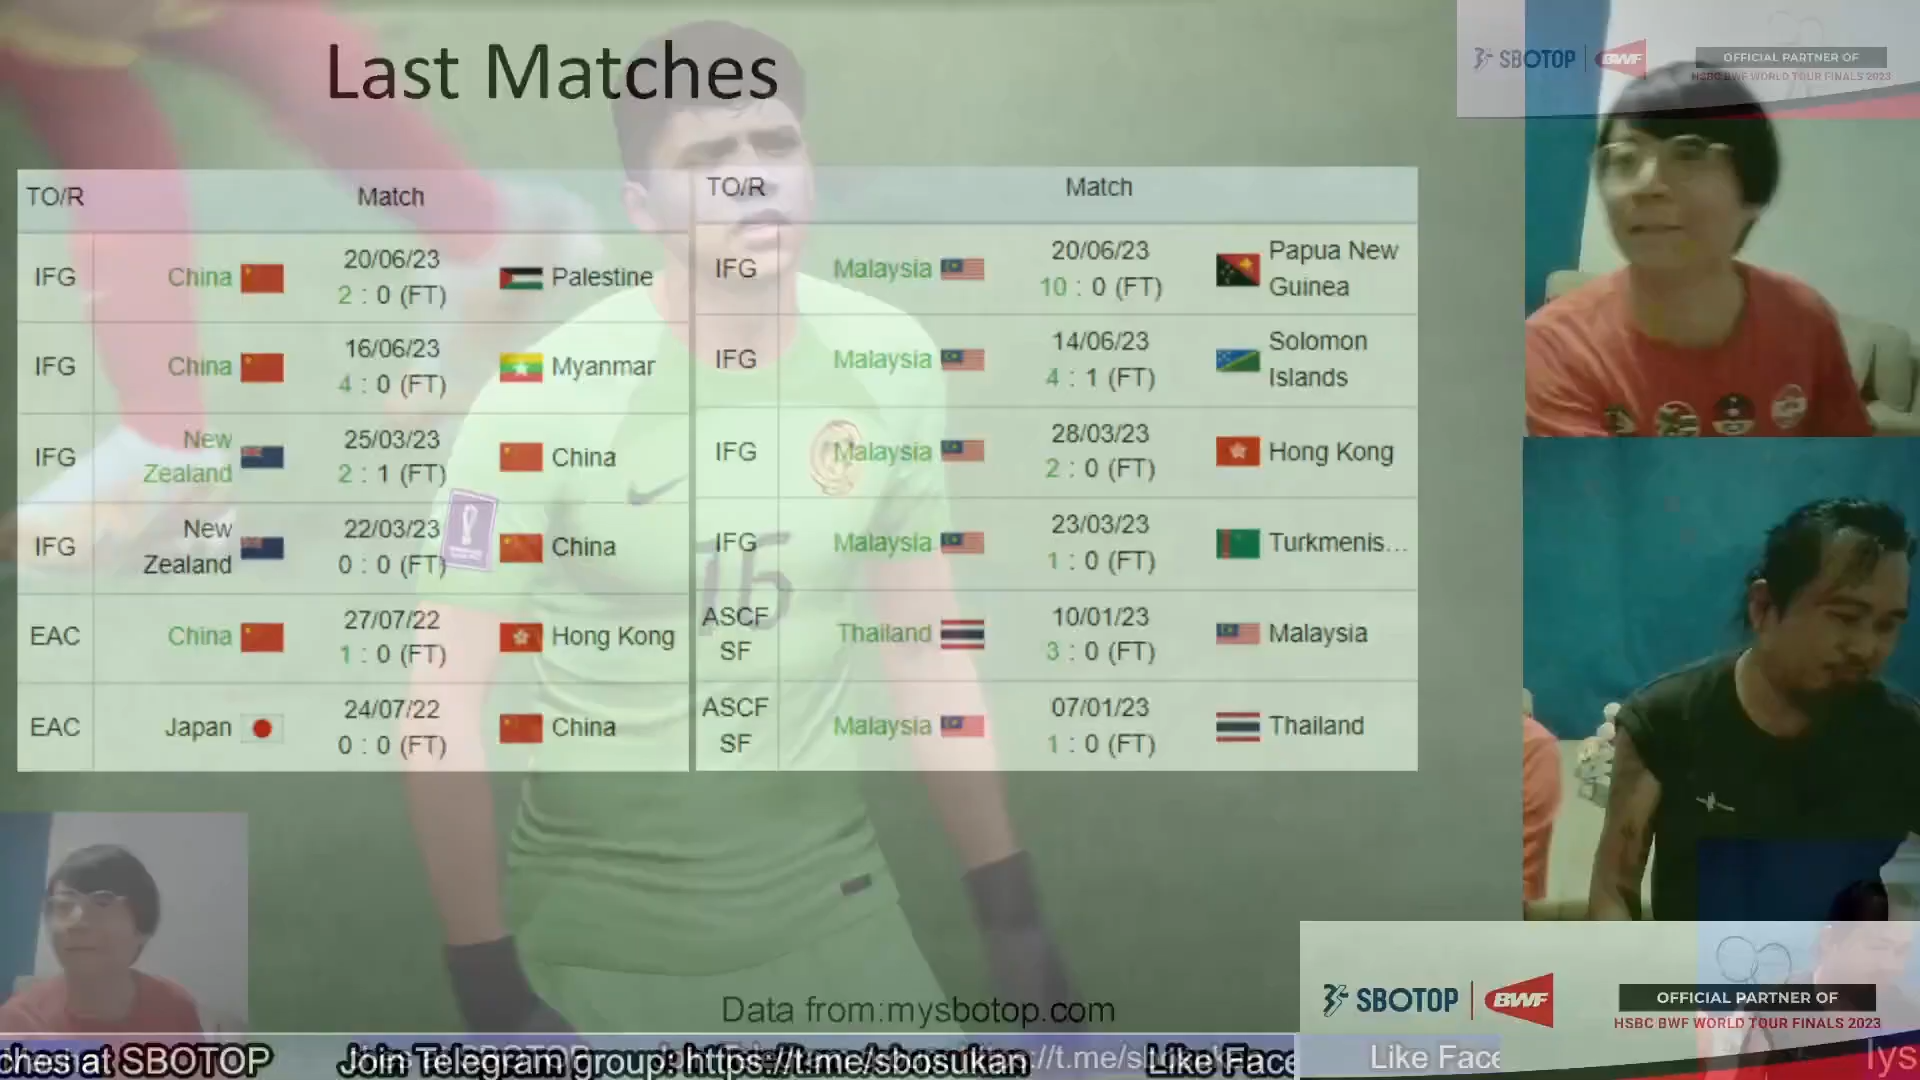 Last Matches
TO/R Match
IFG China 20/06/23 2 : 0 (FT) Palestine
IFG China 16/06/23 4 : 0 (FT) Myanmar
IFG New Zealand 25/03/23 2 : 1 (FT) China
IFG New Zealand 22/03/23 0 : 0 (FT) China
EAC China 27/07/22 1 : 0 (FT) Hong Kong
EAC Japan 24/07/22 0 : 0 (FT) China
TO/R Match
IFG Malaysia 20/06/23 10 : 0 (FT) Papua New Guinea
IFG Malaysia 14/06/23 4 : 1 (FT) Solomon Islands
IFG Malaysia 28/03/23 2 : 0 (FT) Hong Kong
IFG Malaysia 23/03/23 1 : 0 (FT) Turkmenis...
ASCF SF Thailand 10/01/23 3 : 0 (FT) Malaysia
ASCF SF Malaysia 07/01/23 1 : 0 (FT) Thailand
16
SBOTOP BWF OFFICIAL PARTNER OF
HSBC BWF WORLD TOUR FINALS 2023
Data from:mysbotop.com
SBOTOP BWF OFFICIAL PARTNER OF
HSBC BWF WORLD TOUR FINALS 2023
ches at SBOTOP Join Telegram group: https://t.me/sbosukan Like Face Like Face lys